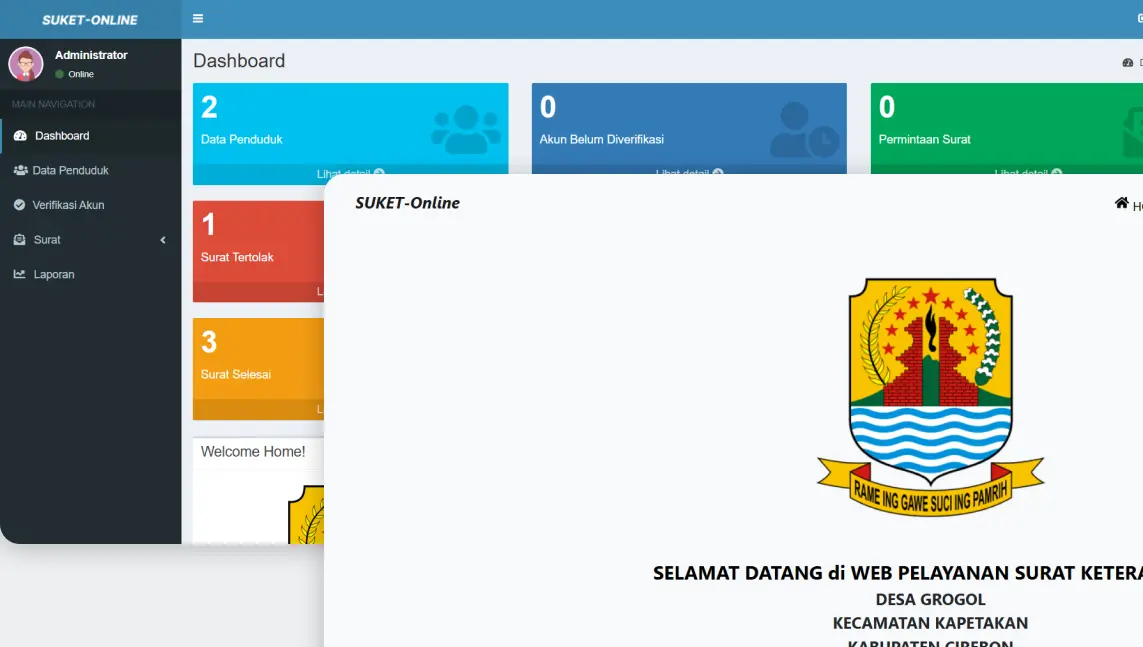 SUKET-ONLINE
Administrator
Online
MAIN NAVIGATION
Dashboard
Data Penduduk
Verifikasi Akun
Surat
Laporan
Dashboard
2
Data Penduduk
Lihat detail
0
Akun Belum Diverifikasi
Lihat detail
0
Permintaan Surat
Lihat detail
1
Surat Tertolak
L
3
Surat Selesai
L
Welcome Home!
SUKET-Online
RAME ING GAWE SUCI ING PAMRIH
SELAMAT DATANG di WEB PELAYANAN SURAT KETERA
DESA GROGOL
KECAMATAN KAPETAKAN
KABUPATEN CIREBON